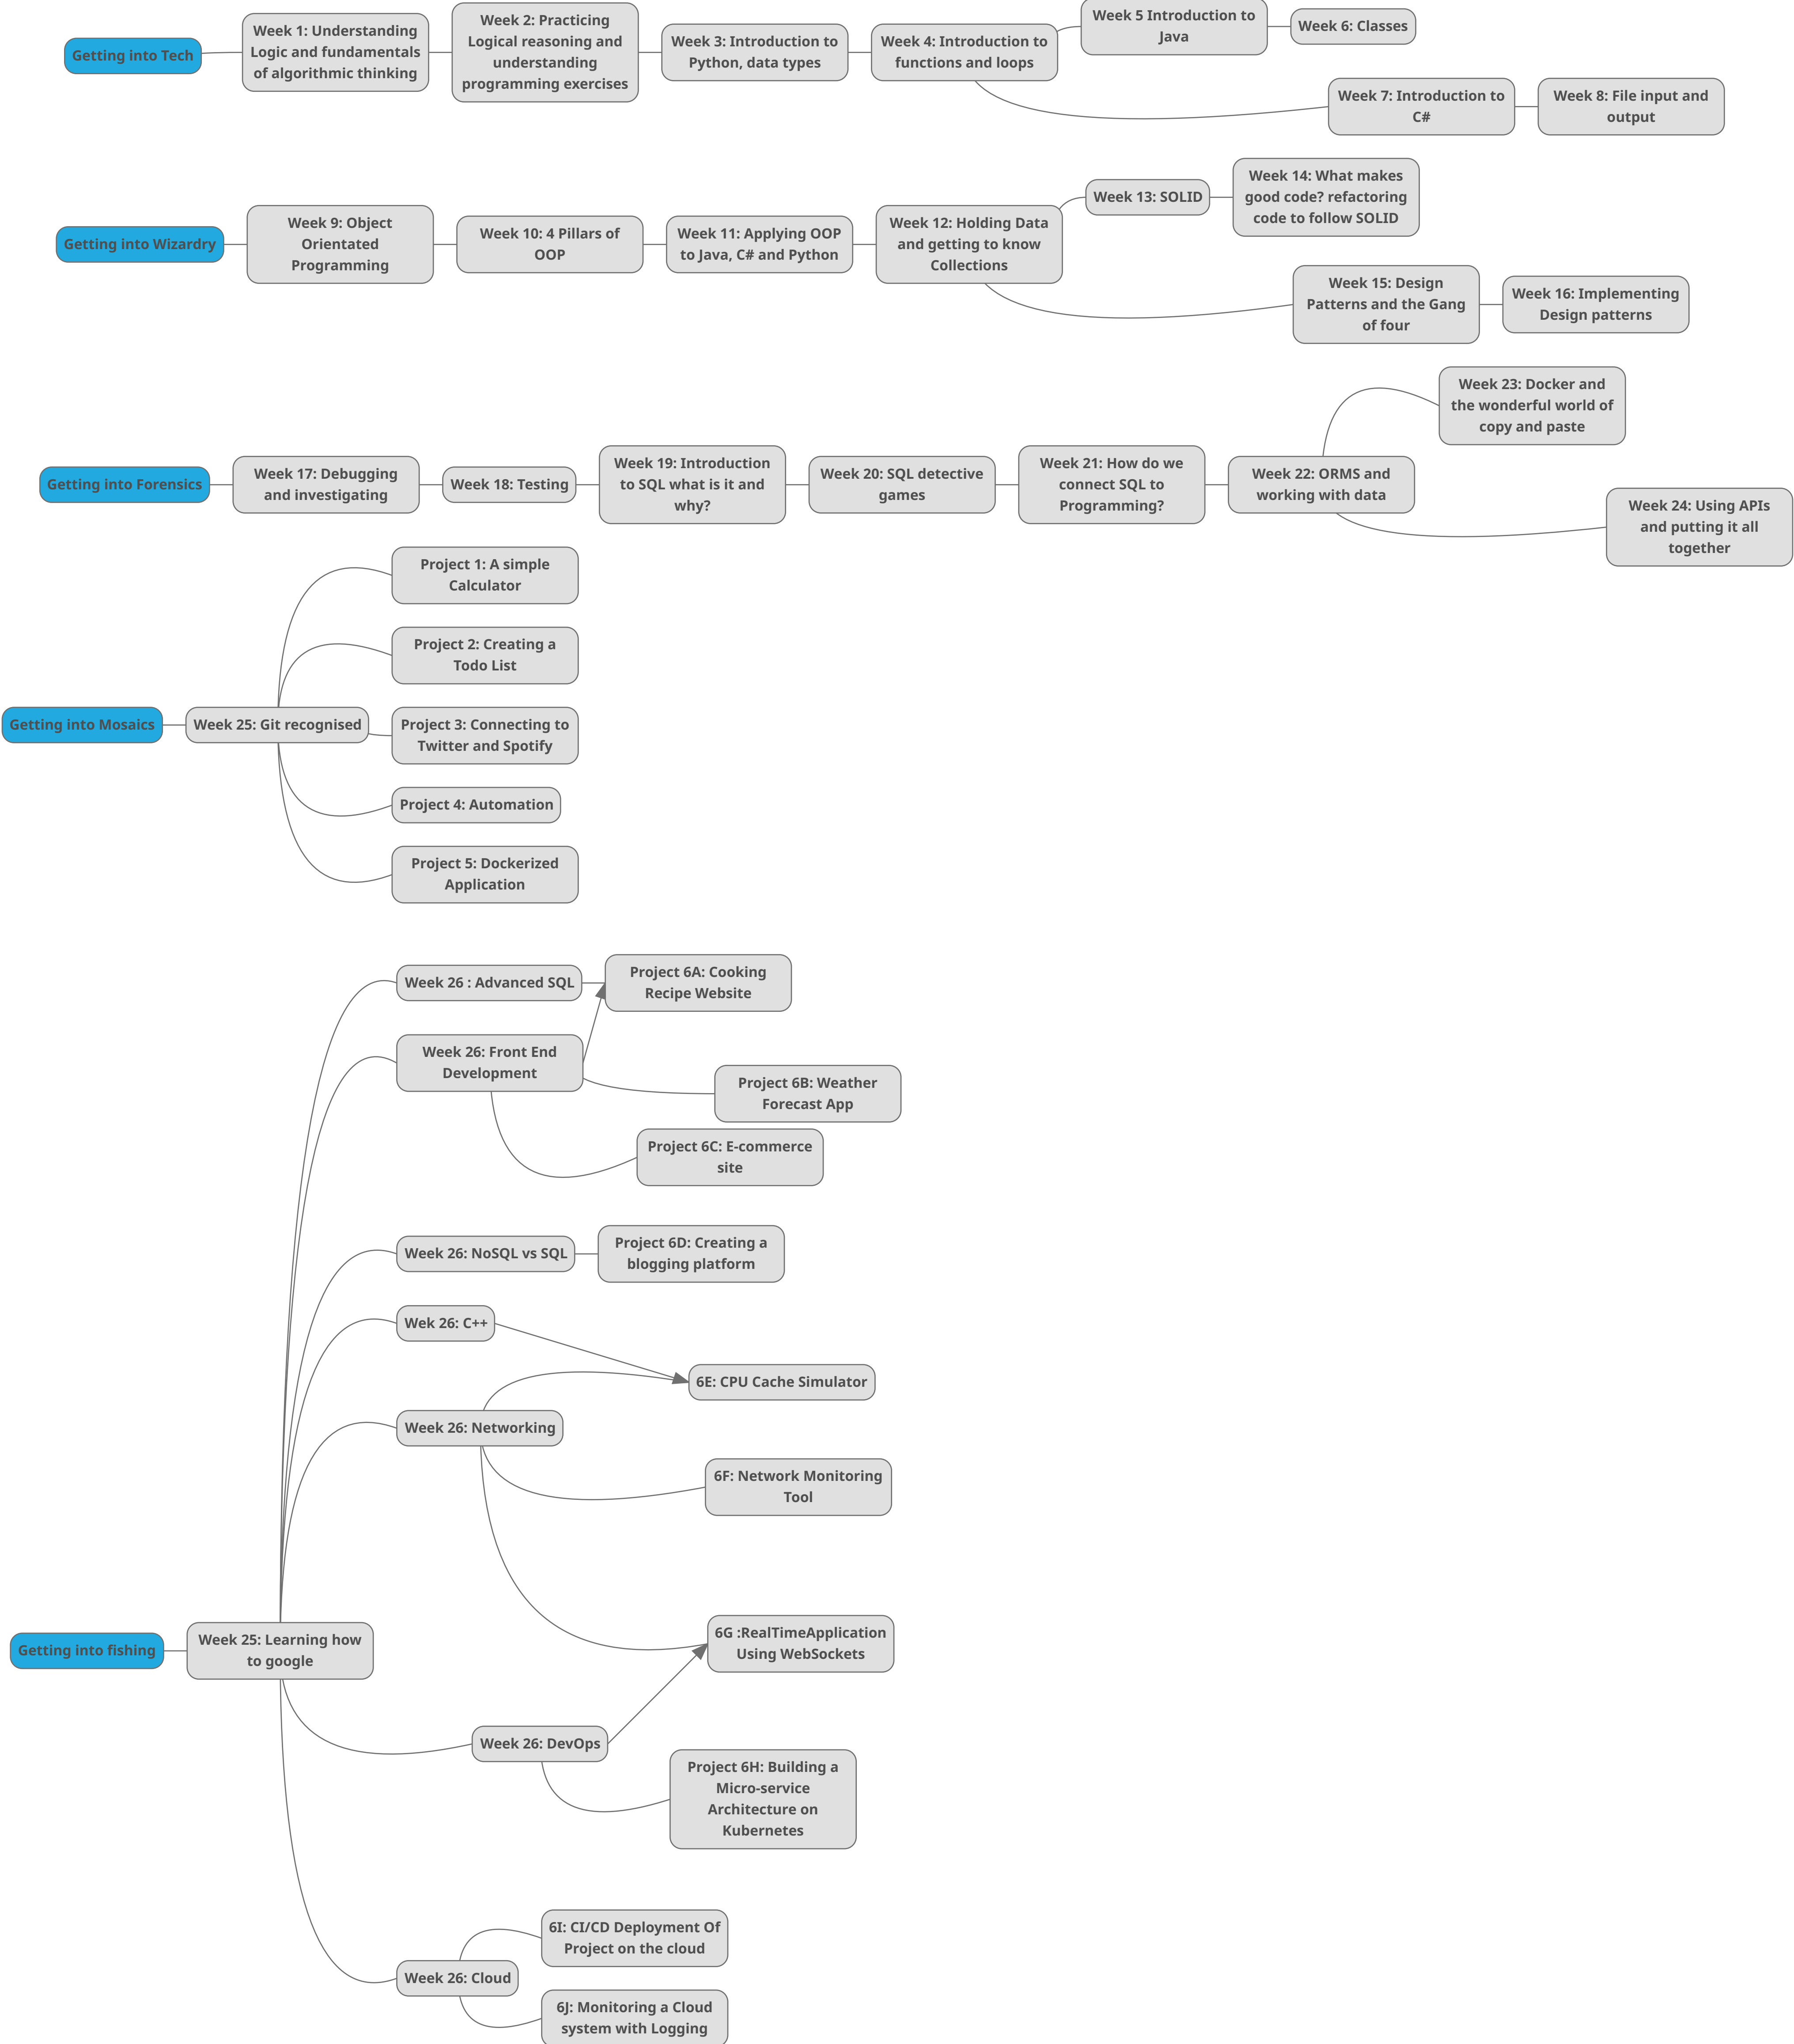 Getting into Tech
Week 1: Understanding
Logic and fundamentals
of algorithmic thinking
Week 2: Practicing
Logical reasoning and
understanding
programming exercises
Week 3: Introduction to
Python, data types
Week 4: Introduction to
functions and loops
Week 5 Introduction to
Java
Week 6: Classes
Week 7: Introduction to
C#
Week 8: File input and
output
Getting into Wizardry
Week 9: Object
Orientated
Programming
Week 10: 4 Pillars of
OOP
Week 11: Applying OOP
to Java, C# and Python
Week 12: Holding Data
and getting to know
Collections
Week 13: SOLID
Week 14: What makes
good code? refactoring
code to follow SOLID
Week 15: Design
Patterns and the Gang
of four
Week 16: Implementing
Design patterns
Getting into Forensics
Week 17: Debugging
and investigating
Week 18: Testing
Week 19: Introduction
to SQL what is it and
why?
Week 20: SQL detective
games
Week 21: How do we
connect SQL to
Programming?
Week 22: ORMS and
working with data
Week 23: Docker and
the wonderful world of
copy and paste
Week 24: Using APIs
and putting it all
together
Getting into Mosaics
Week 25: Git recognised
Project 1: A simple
Calculator
Project 2: Creating a
Todo List
Project 3: Connecting to
Twitter and Spotify
Project 4: Automation
Project 5: Dockerized
Application
Getting into fishing
Week 25: Learning how
to google
Week 26 : Advanced SQL
Project 6A: Cooking
Recipe Website
Week 26: Front End
Development
Project 6B: Weather
Forecast App
Project 6C: E-commerce
site
Week 26: NoSQL vs SQL
Project 6D: Creating a
blogging platform
Wek 26: C++
6E: CPU Cache Simulator
Week 26: Networking
6F: Network Monitoring
Tool
6G :RealTimeApplication
Using WebSockets
Week 26: DevOps
Project 6H: Building a
Micro-service
Architecture on
Kubernetes
Week 26: Cloud
6I: CI/CD Deployment Of
Project on the cloud
6J: Monitoring a Cloud
system with Logging